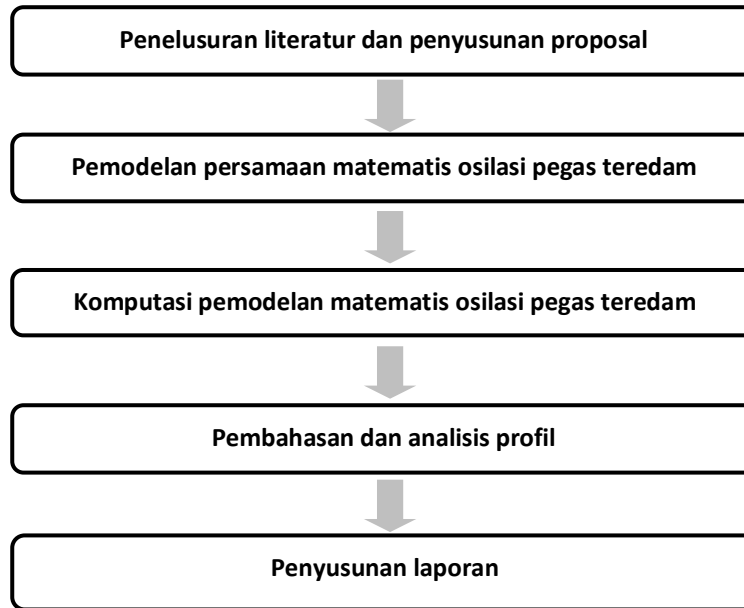 Penelusuran literatur dan penyusunan proposal
Pemodelan persamaan matematis osilasi pegas teredam
Komputasi pemodelan matematis osilasi pegas teredam
Pembahasan dan analisis profil
Penyusunan laporan